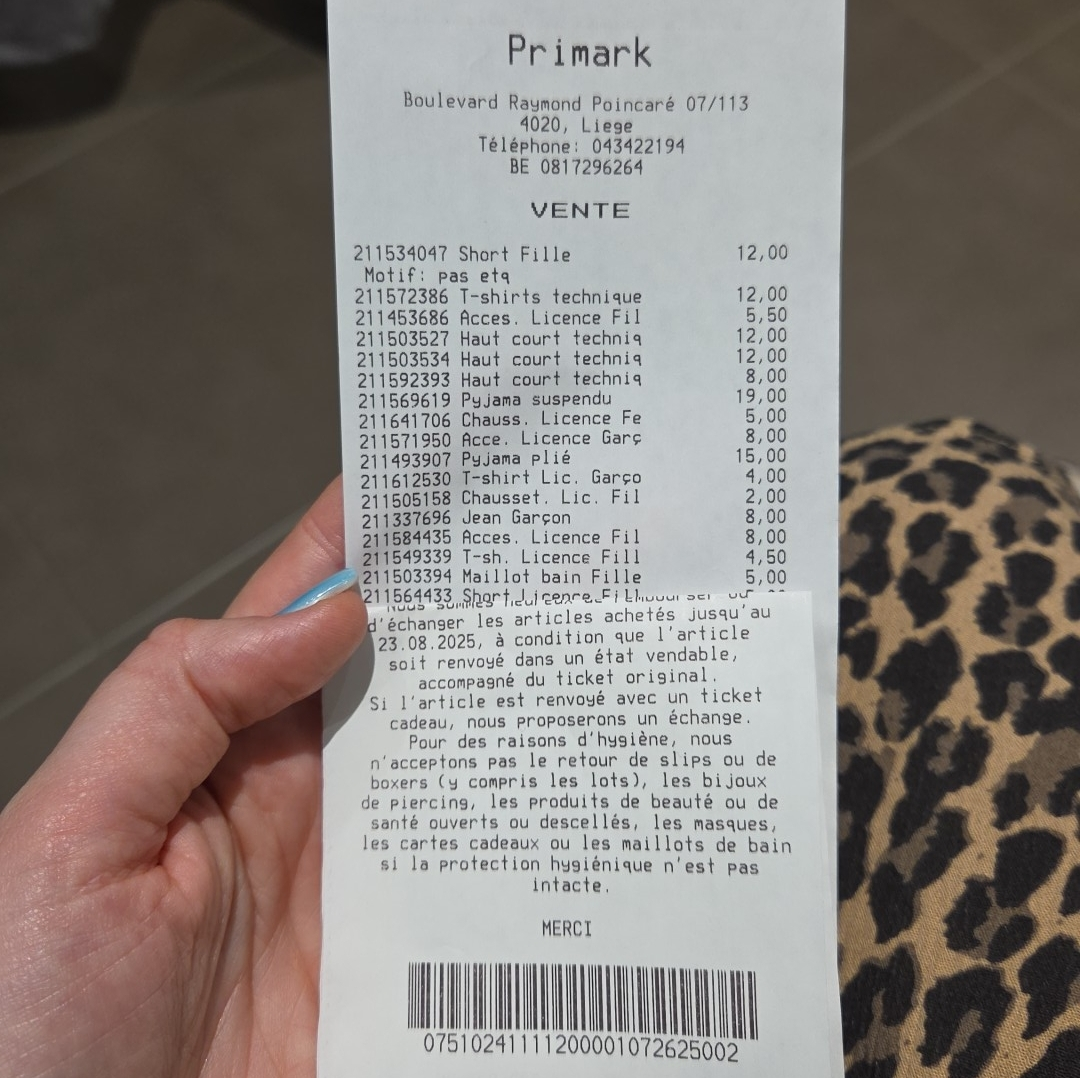 Primark
Boulevard Raymond Poincaré 07/113
4020, Liege
Téléphone: 043422194
BE 0817296264
VENTE
211534047 Short Fille 12,00
Motif: pas etq
211572386 T-shirts technique 12,00
211453686 Acces. Licence Fil 5,50
211503527 Haut court techniq 12,00
211503534 Haut court techniq 12,00
211592393 Haut court techniq 8,00
211569619 Pyjama suspendu 19,00
211641706 Chauss. Licence Fe 5,00
211571950 Acce. Licence Garç 8,00
211493907 Pyjama plié 15,00
211612530 T-shirt Lic. Garço 4,00
211505158 Chausset. Lic. Fil 2,00
211337696 Jean Garçon 8,00
211584435 Acces. Licence Fil 8,00
211549339 T-sh. Licence Fill 4,50
211503394 Maillot bain Fille 5,00
211564433 Short Licence Fil
Nous sommes
d'échanger les articles achetés jusqu'au
23.08.2025, à condition que l'article
soit renvoyé dans un état vendable,
accompagné du ticket original.
Si l'article est renvoyé avec un ticket
cadeau, nous proposerons un échange.
Pour des raisons d'hygiène, nous
n'acceptons pas le retour de slips ou de
boxers (y compris les lots), les bijoux
de piercing, les produits de beauté ou de
santé ouverts ou descellés, les masques,
les cartes cadeaux ou les maillots de bain
si la protection hygiénique n'est pas
intacte.
MERCI
075102411111200001072625002